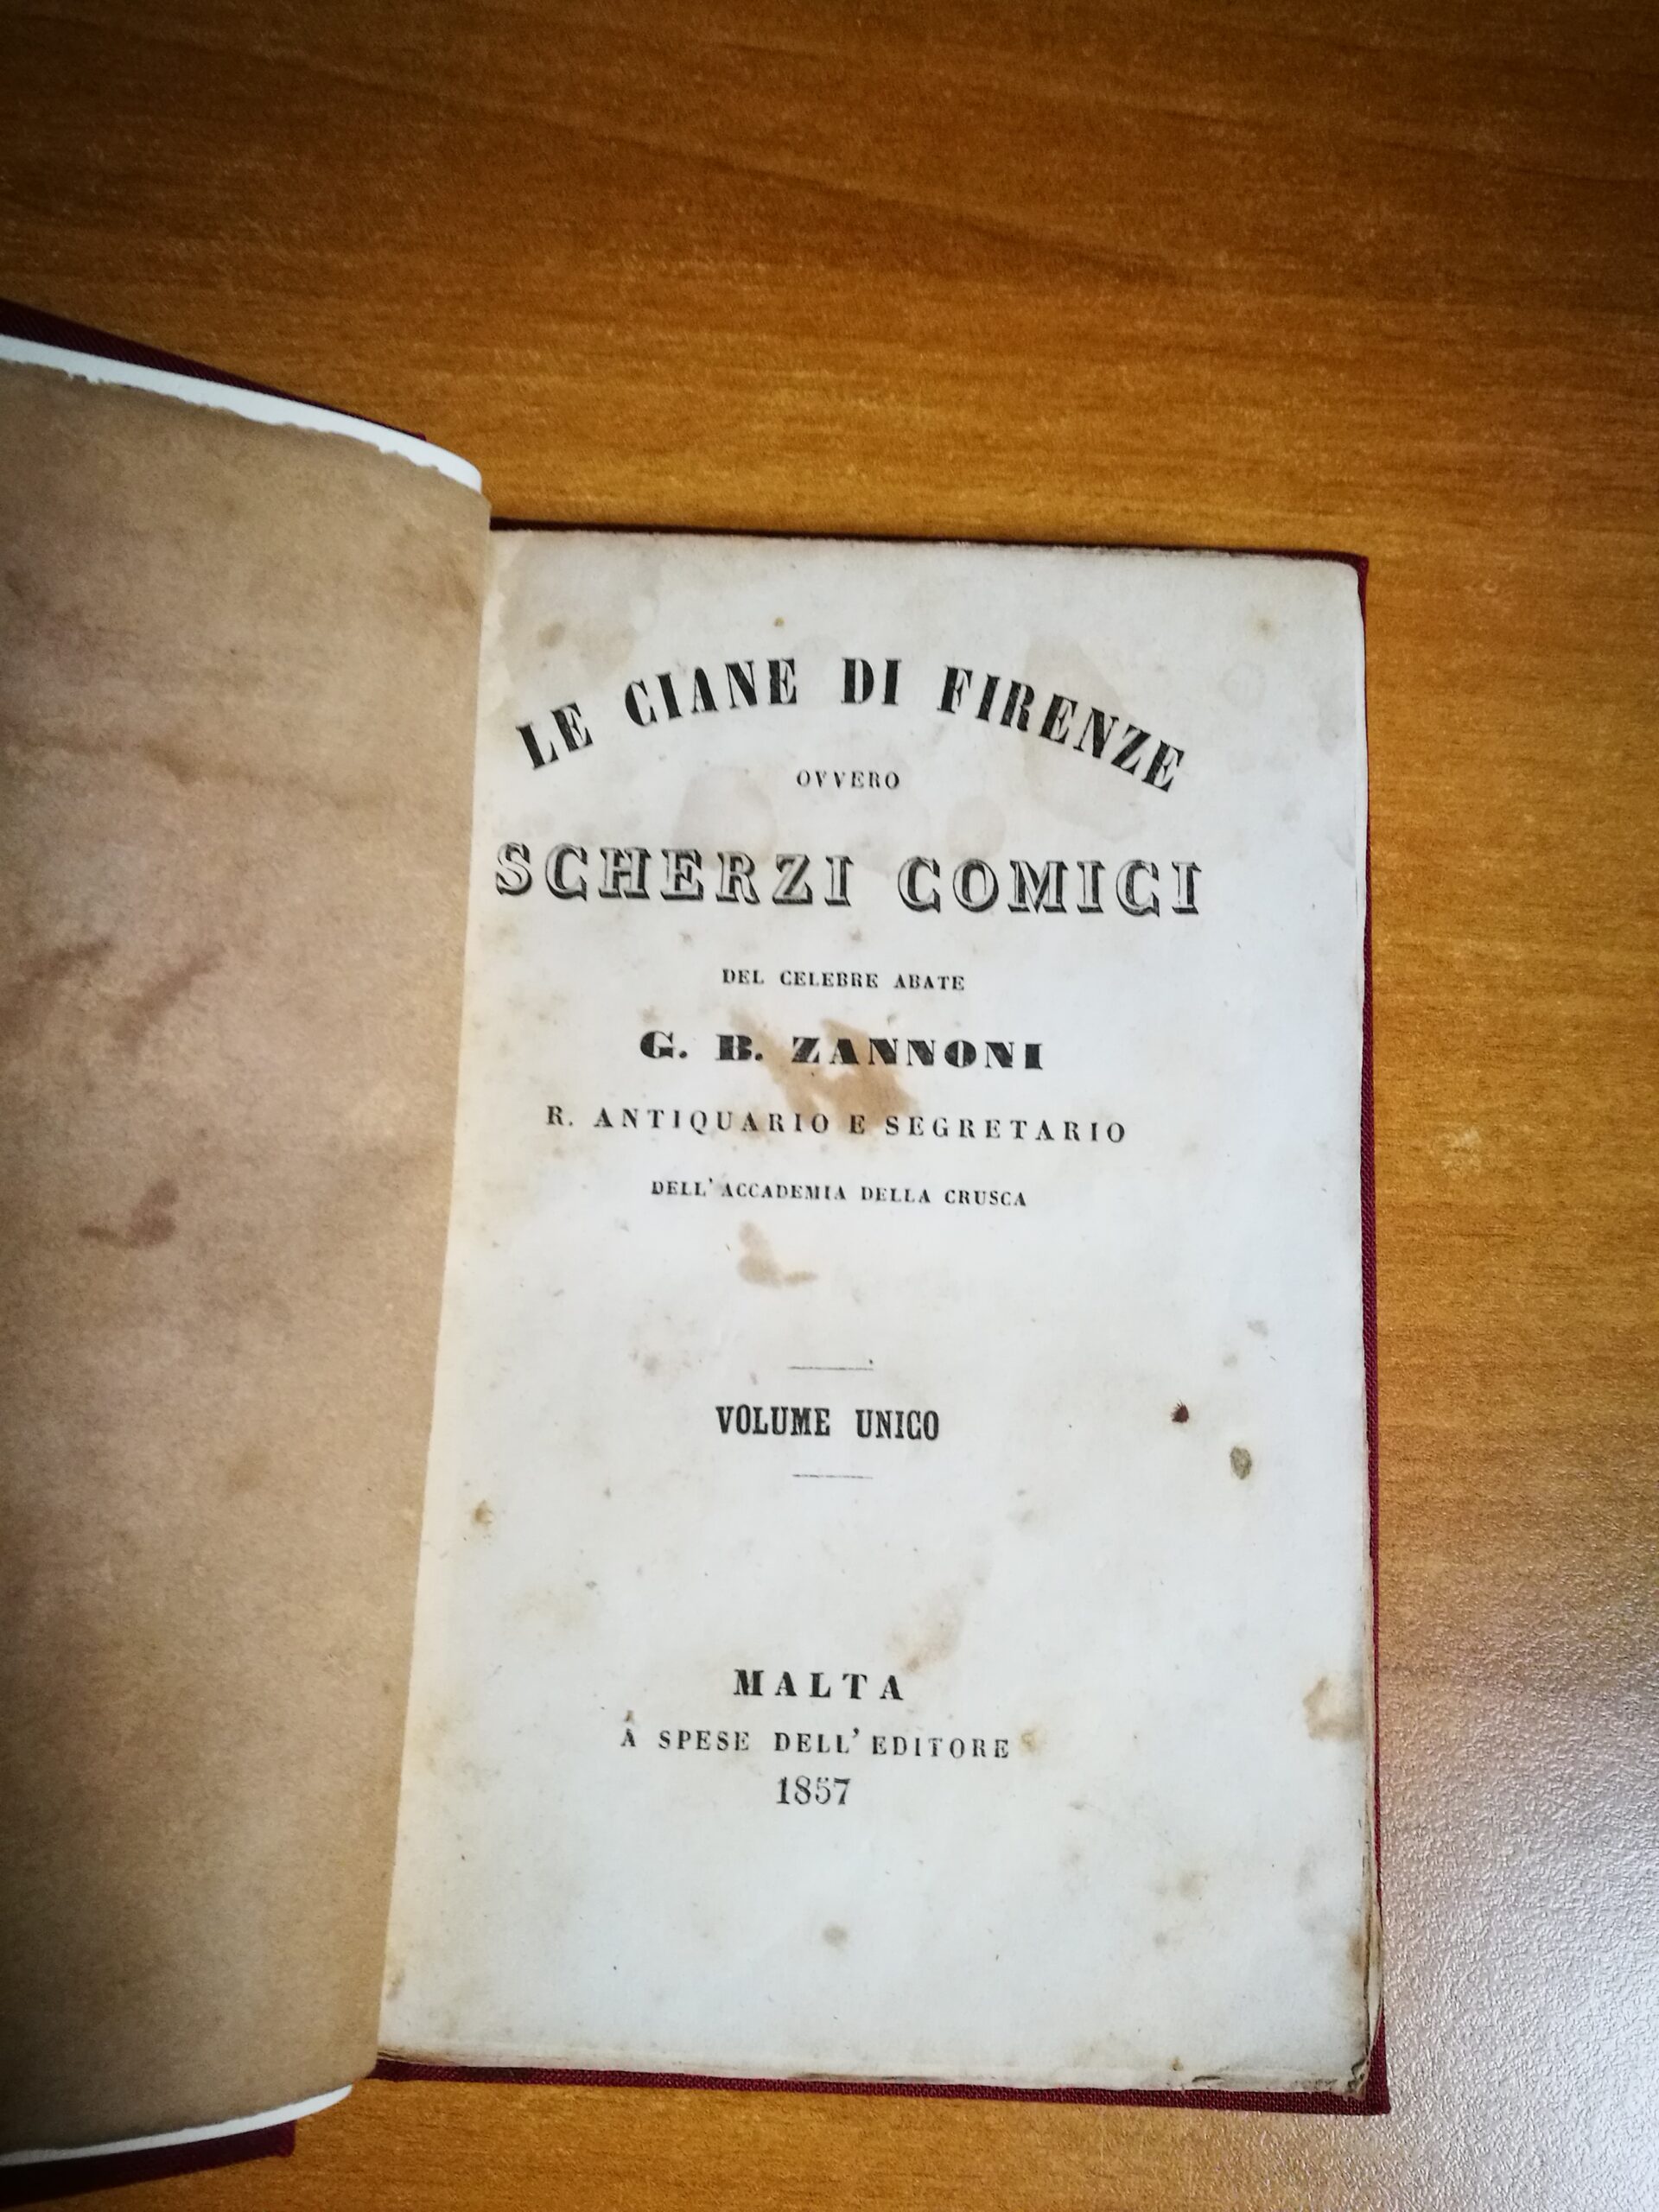 LE CIANE DI FIRENZE
OVVERO
SCHERZI COMICI
DEL CELEBRE ABATE
G. B. ZANNONI
R. ANTIQUARIO E SEGRETARIO
DELL' ACCADEMIA DELLA CRUSCA
VOLUME UNICO
MALTA
A SPESE DELL' EDITORE
1857